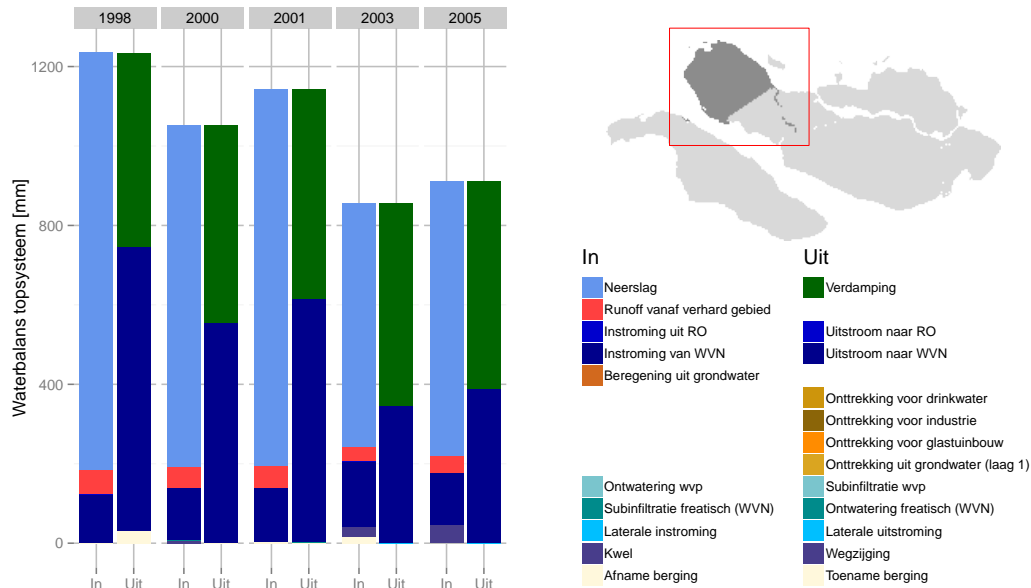 1998 2000 2001 2003 2005
1200
800
400
0
Waterbalans topsysteem [mm]
In Uit In Uit In Uit In Uit In Uit
In Uit
Neerslag Verdamping
Runoff vanaf verhard gebied
Instroming uit RO Uitstroom naar RO
Instroming van WVN Uitstroom naar WVN
Beregening uit grondwater
Onttrekking voor drinkwater
Onttrekking voor industrie
Onttrekking voor glastuinbouw
Onttrekking uit grondwater (laag 1)
Ontwatering wvp Subinfiltratie wvp
Subinfiltratie freatisch (WVN) Ontwatering freatisch (WVN)
Laterale instroming Laterale uitstroming
Kwel Wegzijging
Afname berging Toename berging